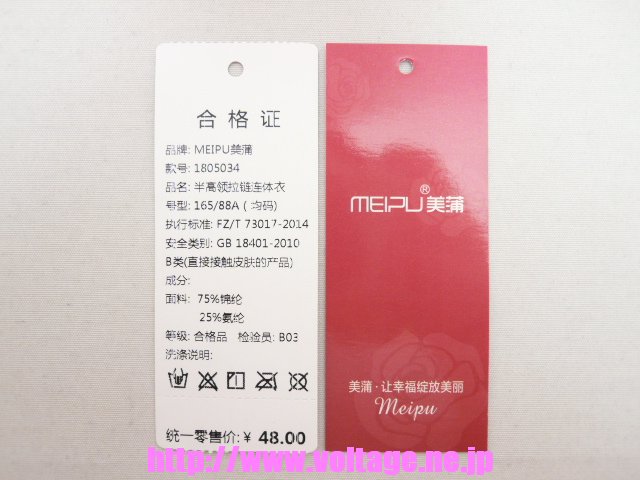 合格证
品牌: MEIPU美蒲
款号: 1805034
品名: 半高领拉链连体衣
号型: 165/88A ( 均码)
执行标准: FZ/T 73017-2014
安全类别: GB 18401-2010
B类(直接接触皮肤的产品)
成分:
面料: 75%锦纶
25%氨纶
等级: 合格品 检验员: B03
洗涤说明:
统一零售价: ¥ 48.00
MEIPU®美蒲
美蒲·让幸福绽放美丽
Meipu
http://www.voltage.ne.jp